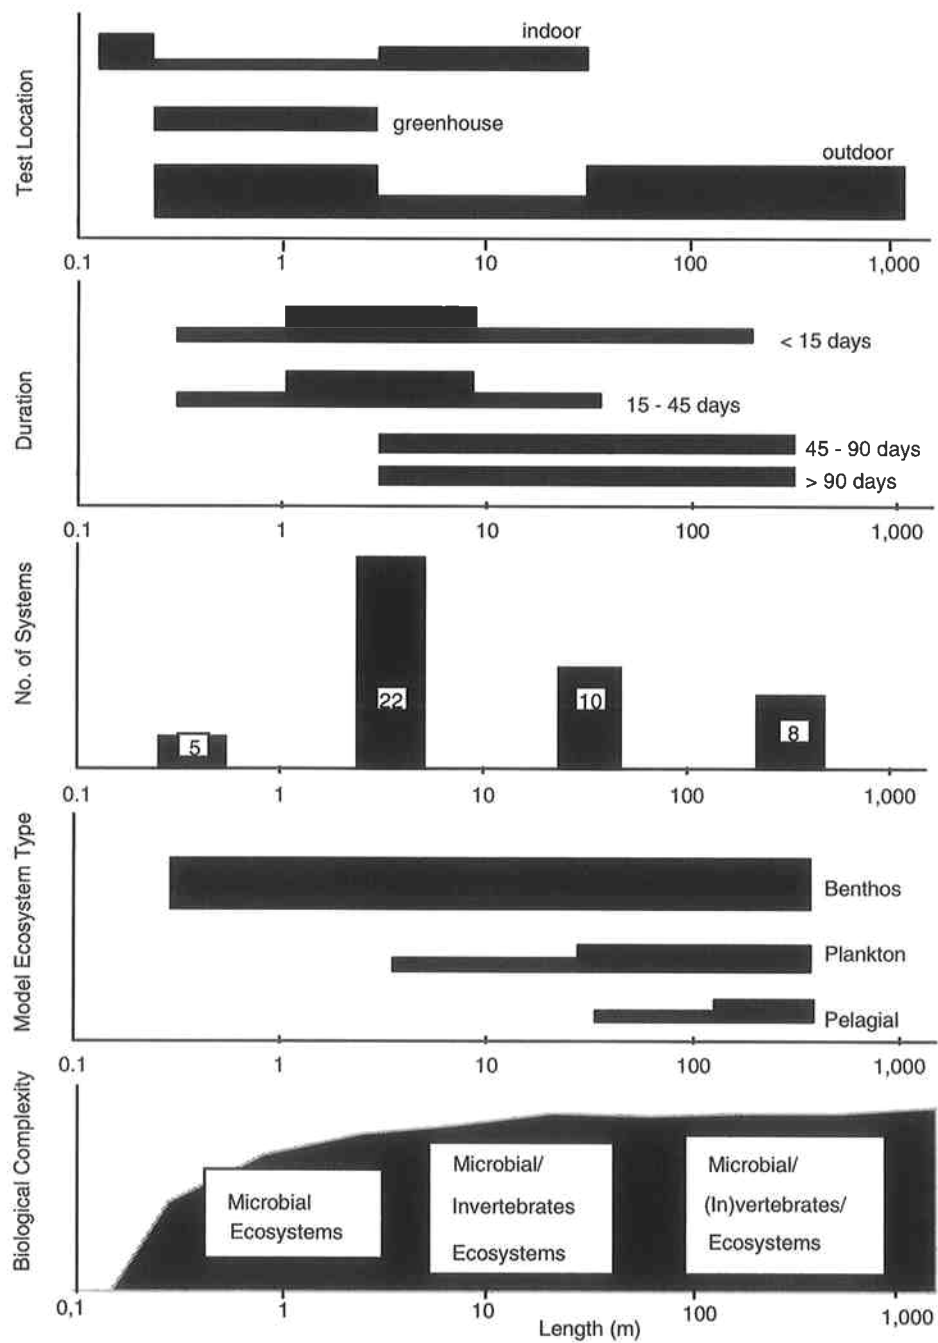 Test Location
indoor
greenhouse
outdoor
0.1 1 10 100 1,000
Duration
< 15 days
15 - 45 days
45 - 90 days
> 90 days
0.1 1 10 100 1,000
No. of Systems
5 22 10 8
0.1 1 10 100 1,000
Model Ecosystem Type
Benthos
Plankton
Pelagial
0.1 1 10 100 1,000
Biological Complexity
Microbial
Ecosystems
Microbial/
Invertebrates
Ecosystems
Microbial/
(In)vertebrates/
Ecosystems
0,1 1 10 100 1,000
Length (m)